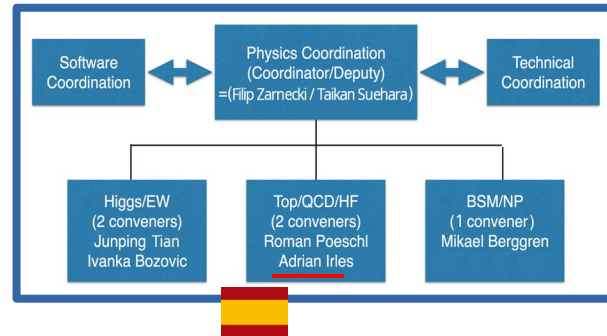 Software
Coordination
Physics Coordination
(Coordinator/Deputy)
=(Filip Zarnecki / Taikan Suehara)
Technical
Coordination
Higgs/EW
(2 conveners)
Junping Tian
Ivanka Bozovic
Top/QCD/HF
(2 conveners)
Roman Poeschl
Adrian Irles
BSM/NP
(1 convener)
Mikael Berggren